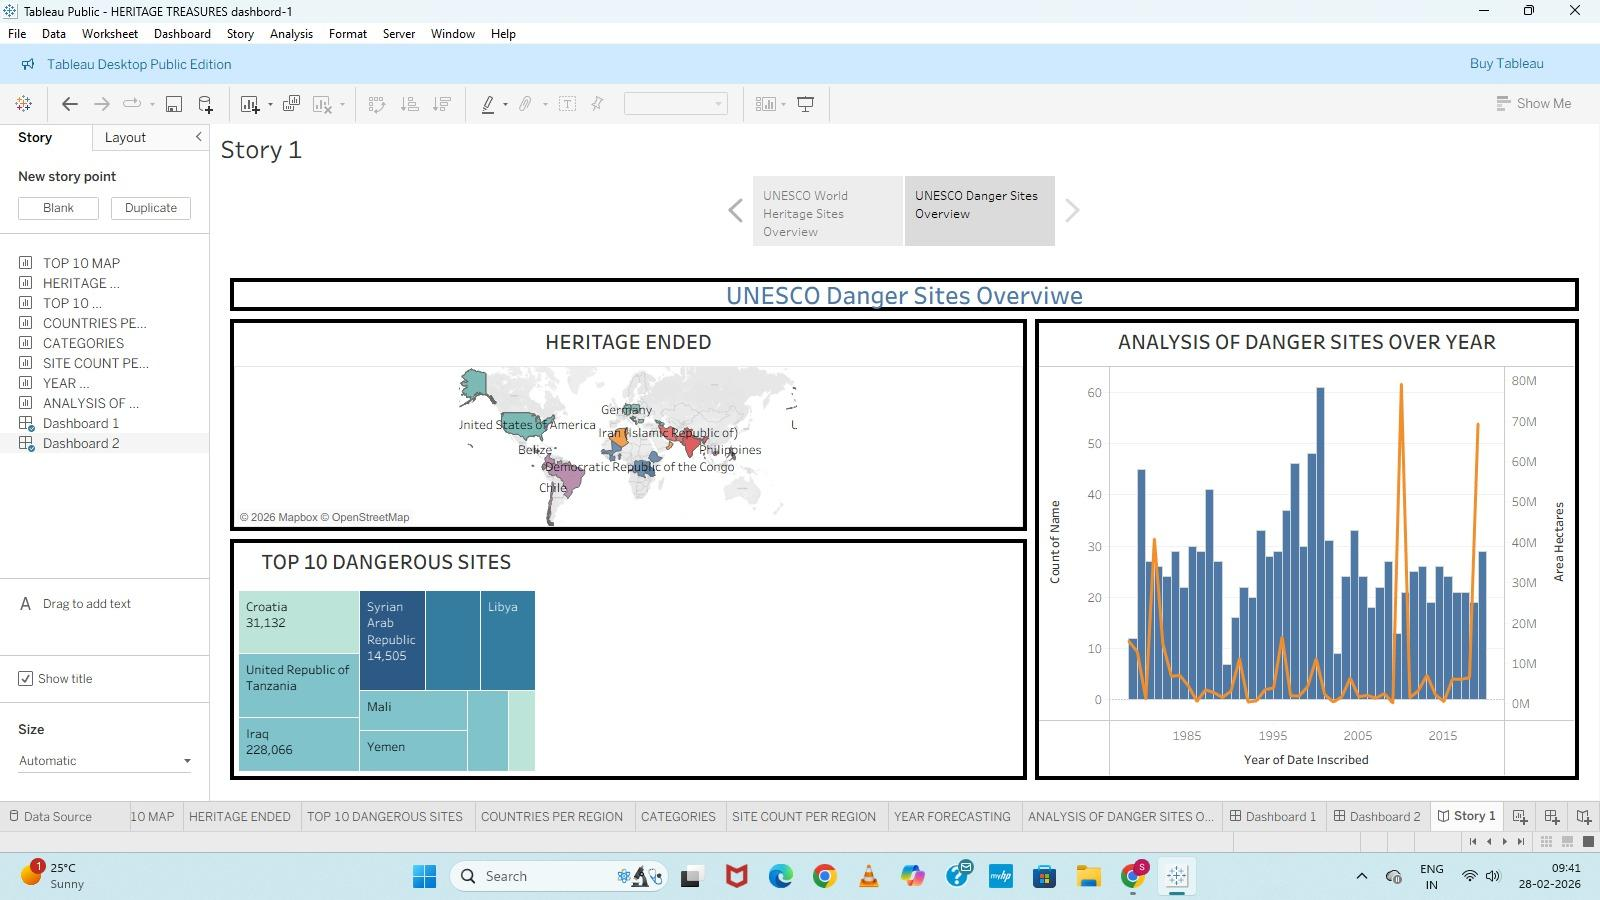 Tableau Public - HERITAGE TREASURES dashbord-1
File Data Worksheet Dashboard Story Analysis Format Server Window Help
Tableau Desktop Public Edition
Buy Tableau
Show Me
Story
Layout
New story point
Blank
Duplicate
TOP 10 MAP
HERITAGE ...
TOP 10 ...
COUNTRIES PE...
CATEGORIES
SITE COUNT PE...
YEAR ...
ANALYSIS OF ...
Dashboard 1
Dashboard 2
A Drag to add text
Show title
Size
Automatic
Story 1
UNESCO World
Heritage Sites
Overview
UNESCO Danger Sites
Overview
UNESCO Danger Sites Overviwe
HERITAGE ENDED
Germany
United States of America
Iran (Islamic Republic of)
Belize
Philippines
Democratic Republic of the Congo
Chile
© 2026 Mapbox © OpenStreetMap
TOP 10 DANGEROUS SITES
Croatia
31,132
United Republic of
Tanzania
Iraq
228,066
Syrian
Arab
Republic
14,505
Libya
Mali
Yemen
ANALYSIS OF DANGER SITES OVER YEAR
Count of Name
60
50
40
30
20
10
0
80M
70M
60M
50M
40M
30M
20M
10M
0M
Area Hectares
1985 1995 2005 2015
Year of Date Inscribed
Data Source
10 MAP
HERITAGE ENDED
TOP 10 DANGEROUS SITES
COUNTRIES PER REGION
CATEGORIES
SITE COUNT PER REGION
YEAR FORECASTING
ANALYSIS OF DANGER SITES O...
Dashboard 1
Dashboard 2
Story 1
1
25°C
Sunny
Search
myhp
S
ENG
IN
09:41
28-02-2026